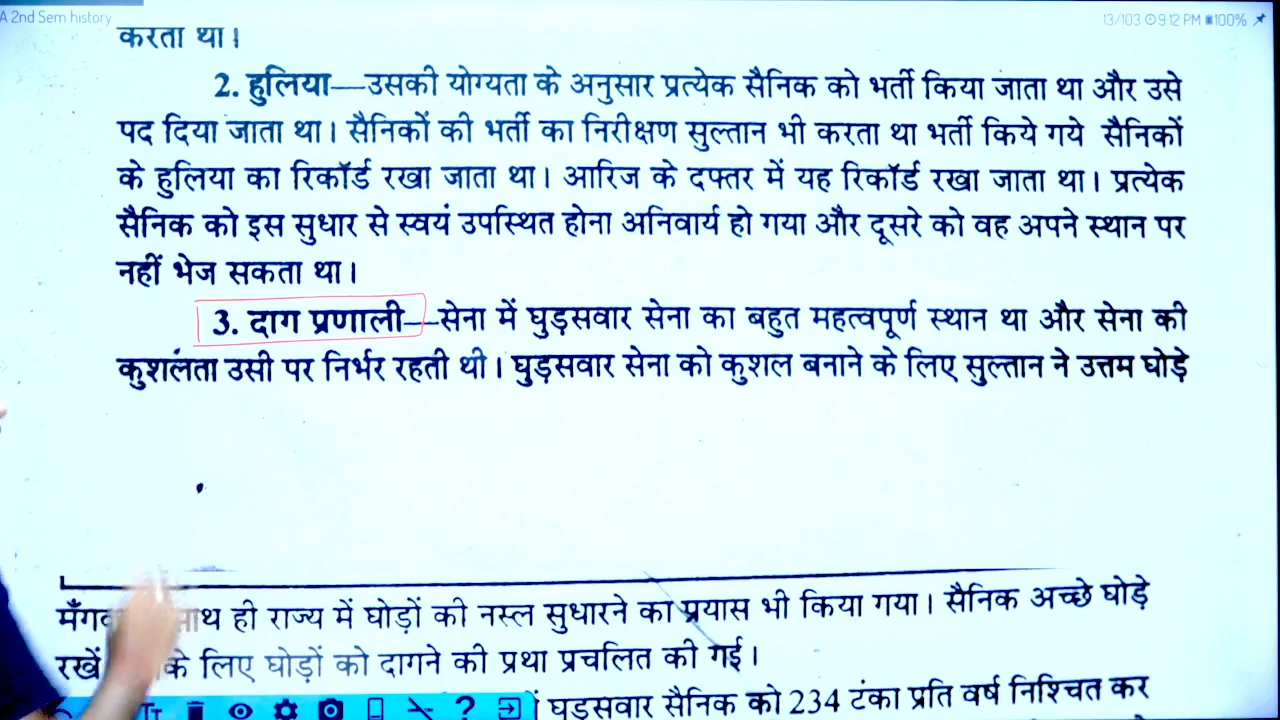 A 2nd Sem history
13/103 9:12 PM 100%
करता था।
2. हुलिया—उसकी योग्यता के अनुसार प्रत्येक सैनिक को भर्ती किया जाता था और उसे
पद दिया जाता था। सैनिकों की भर्ती का निरीक्षण सुल्तान भी करता था भर्ती किये गये सैनिकों
के हुलिया का रिकॉर्ड रखा जाता था। आरिज के दफ्तर में यह रिकॉर्ड रखा जाता था। प्रत्येक
सैनिक को इस सुधार से स्वयं उपस्थित होना अनिवार्य हो गया और दूसरे को वह अपने स्थान पर
नहीं भेज सकता था।
3. दाग प्रणाली—सेना में घुड़सवार सेना का बहुत महत्वपूर्ण स्थान था और सेना की
कुशलता उसी पर निर्भर रहती थी। घुड़सवार सेना को कुशल बनाने के लिए सुल्तान ने उत्तम घोड़े
ही राज्य में घोड़ों की नस्ल सुधारने का प्रयास भी किया गया। सैनिक अच्छे घोड़े
रखें के लिए घोड़ों को दागने की प्रथा प्रचलित की गई।
घुड़सवार सैनिक को 234 टंका प्रति वर्ष निश्चित कर